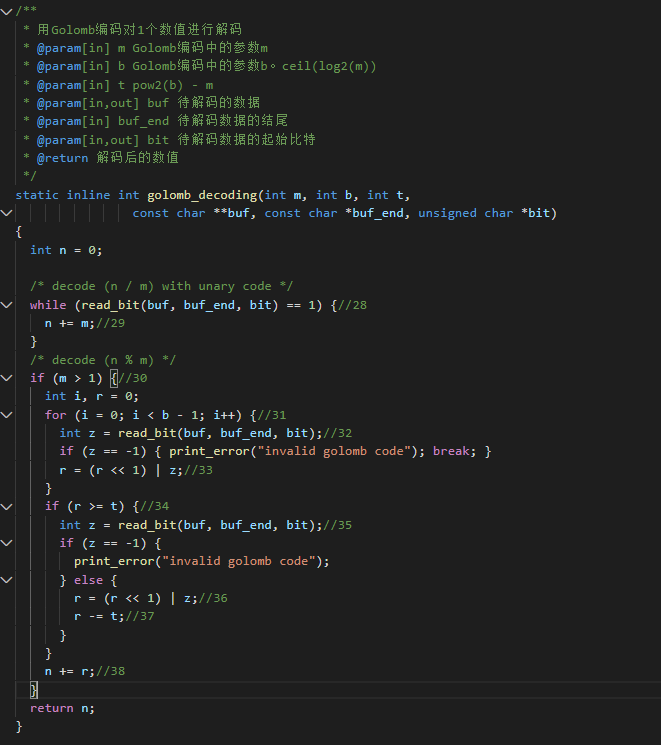 /**
 * 用Golomb编码对1个数值进行解码
 * @param[in] m Golomb编码中的参数m
 * @param[in] b Golomb编码中的参数b。ceil(log2(m))
 * @param[in] t pow2(b) - m
 * @param[in,out] buf 待解码的数据
 * @param[in] buf_end 待解码数据的结尾
 * @param[in,out] bit 待解码数据的起始比特
 * @return 解码后的数值
 */
static inline int golomb_decoding(int m, int b, int t,
                const char **buf, const char *buf_end, unsigned char *bit)
{
  int n = 0;

  /* decode (n / m) with unary code */
  while (read_bit(buf, buf_end, bit) == 1) {//28
    n += m;//29
  }
  /* decode (n % m) */
  if (m > 1) {//30
    int i, r = 0;
    for (i = 0; i < b - 1; i++) {//31
      int z = read_bit(buf, buf_end, bit);//32
      if (z == -1) { print_error("invalid golomb code"); break; }
      r = (r << 1) | z;//33
    }
    if (r >= t) {//34
      int z = read_bit(buf, buf_end, bit);//35
      if (z == -1) {
        print_error("invalid golomb code");
      } else {
        r = (r << 1) | z;//36
        r -= t;//37
      }
    }
    n += r;//38
  }
  return n;
}